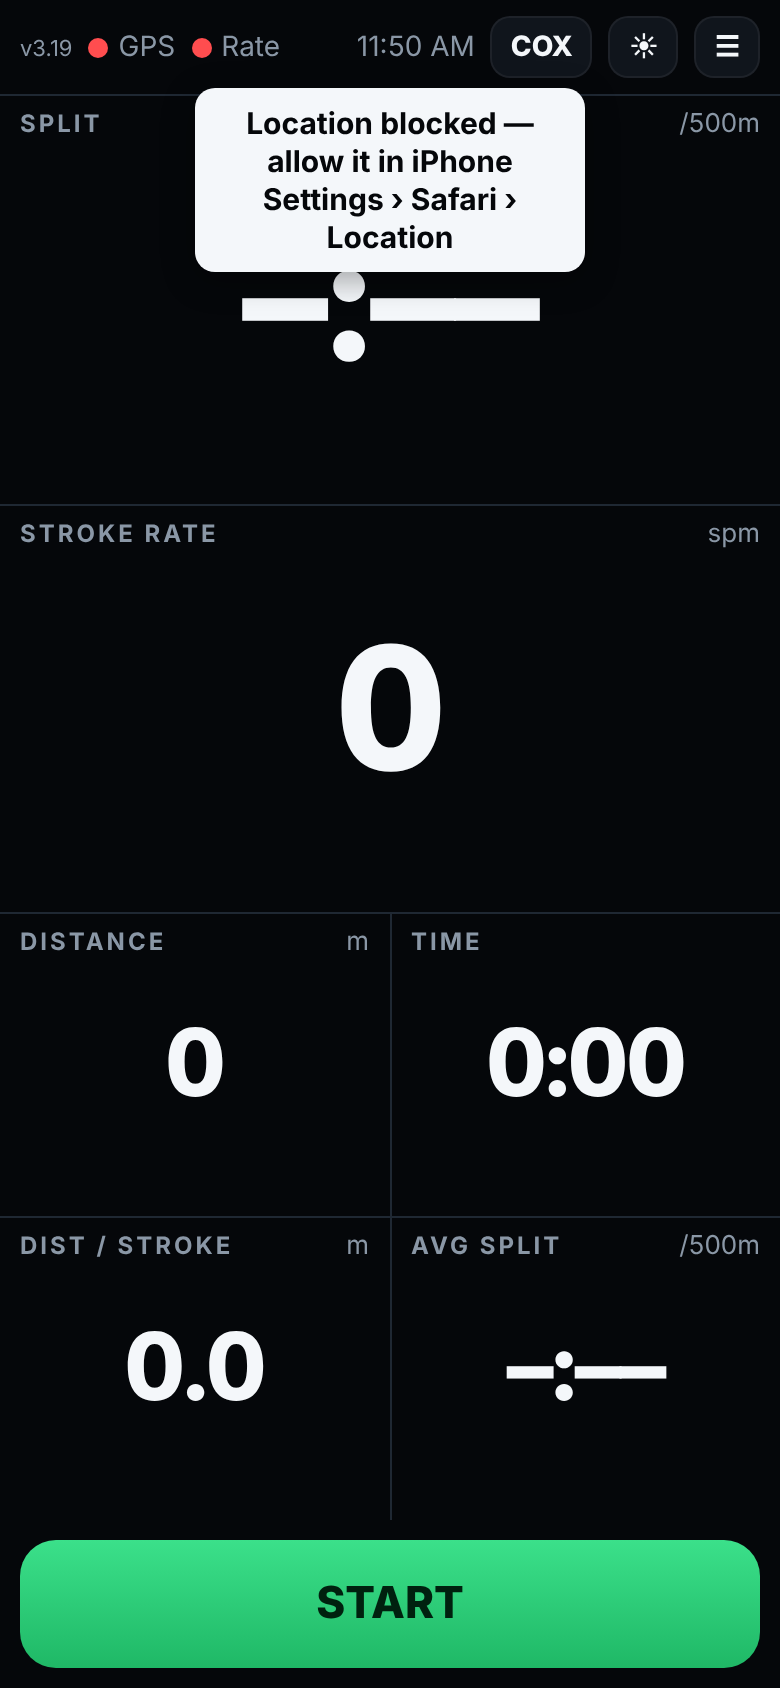 v3.19 GPS Rate 11:50 AM COX ☀ ☰
SPLIT /500m
Location blocked —
allow it in iPhone
Settings › Safari ›
Location
–:––
STROKE RATE spm
0
DISTANCE m
0
TIME
0:00
DIST / STROKE m
0.0
AVG SPLIT /500m
–:––
START